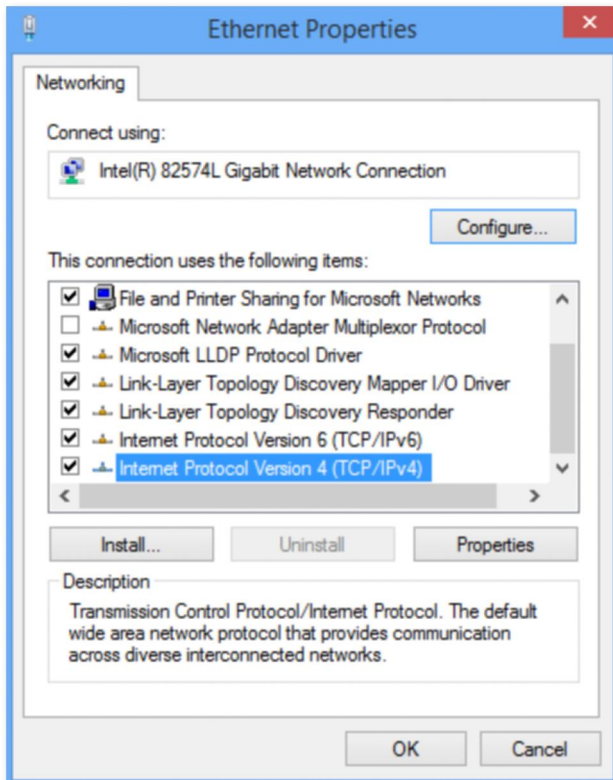 Ethernet Properties
Networking
Connect using:
Intel(R) 82574L Gigabit Network Connection
Configure...
This connection uses the following items:
File and Printer Sharing for Microsoft Networks
Microsoft Network Adapter Multiplexor Protocol
Microsoft LLDP Protocol Driver
Link-Layer Topology Discovery Mapper I/O Driver
Link-Layer Topology Discovery Responder
Internet Protocol Version 6 (TCP/IPv6)
Internet Protocol Version 4 (TCP/IPv4)
Install... Uninstall Properties
Description
Transmission Control Protocol/Internet Protocol. The default
wide area network protocol that provides communication
across diverse interconnected networks.
OK Cancel